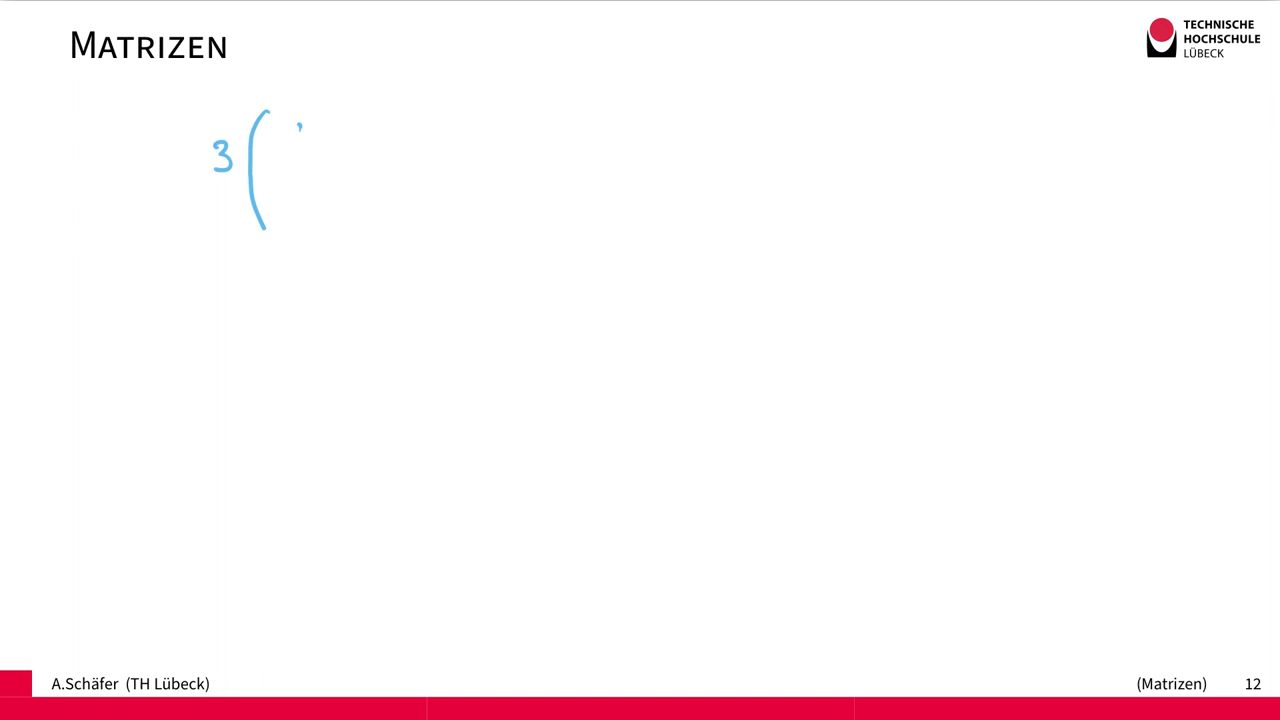 MATRIZEN
TECHNISCHE
HOCHSCHULE
LÜBECK
3 (
A.Schäfer (TH Lübeck)
(Matrizen) 12